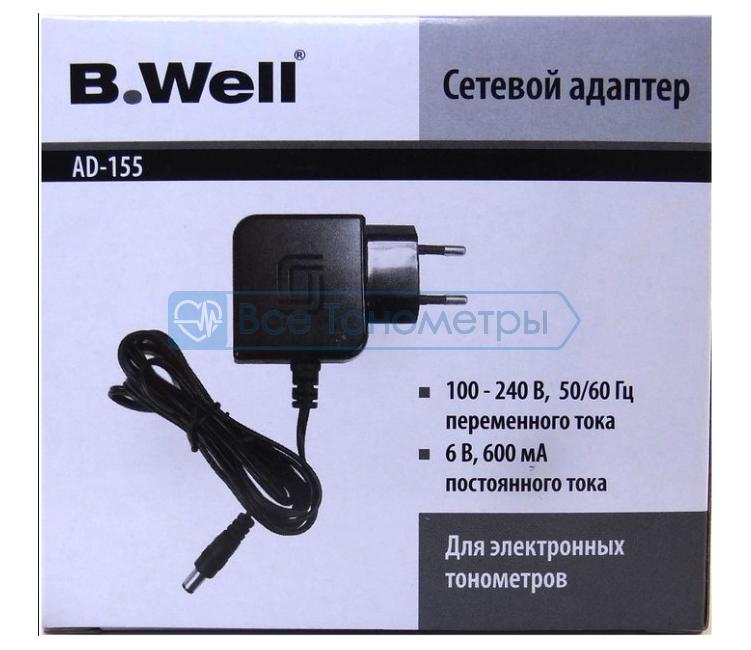 B.Well®
Сетевой адаптер
AD-155
Все Тонометры
100 - 240 В, 50/60 Гц
переменного тока
6 В, 600 мА
постоянного тока
Для электронных
тонометров